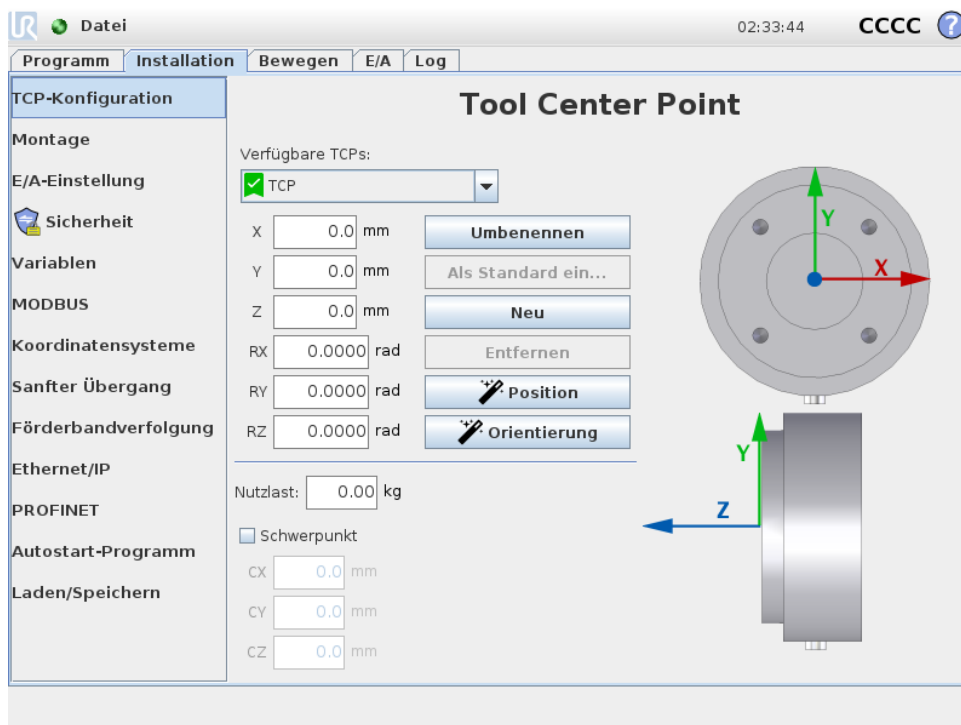 UR Datei 02:33:44 CCCC ?
Programm Installation Bewegen E/A Log
TCP-Konfiguration
Montage
E/A-Einstellung
Sicherheit
Variablen
MODBUS
Koordinatensysteme
Sanfter Übergang
Förderbandverfolgung
Ethernet/IP
PROFINET
Autostart-Programm
Laden/Speichern
Tool Center Point
Verfügbare TCPs:
TCP
X 0.0 mm Umbenennen
Y 0.0 mm Als Standard ein...
Z 0.0 mm Neu
RX 0.0000 rad Entfernen
RY 0.0000 rad Position
RZ 0.0000 rad Orientierung
Nutzlast: 0.00 kg
Schwerpunkt
CX 0.0 mm
CY 0.0 mm
CZ 0.0 mm
Y
X
Y
Z